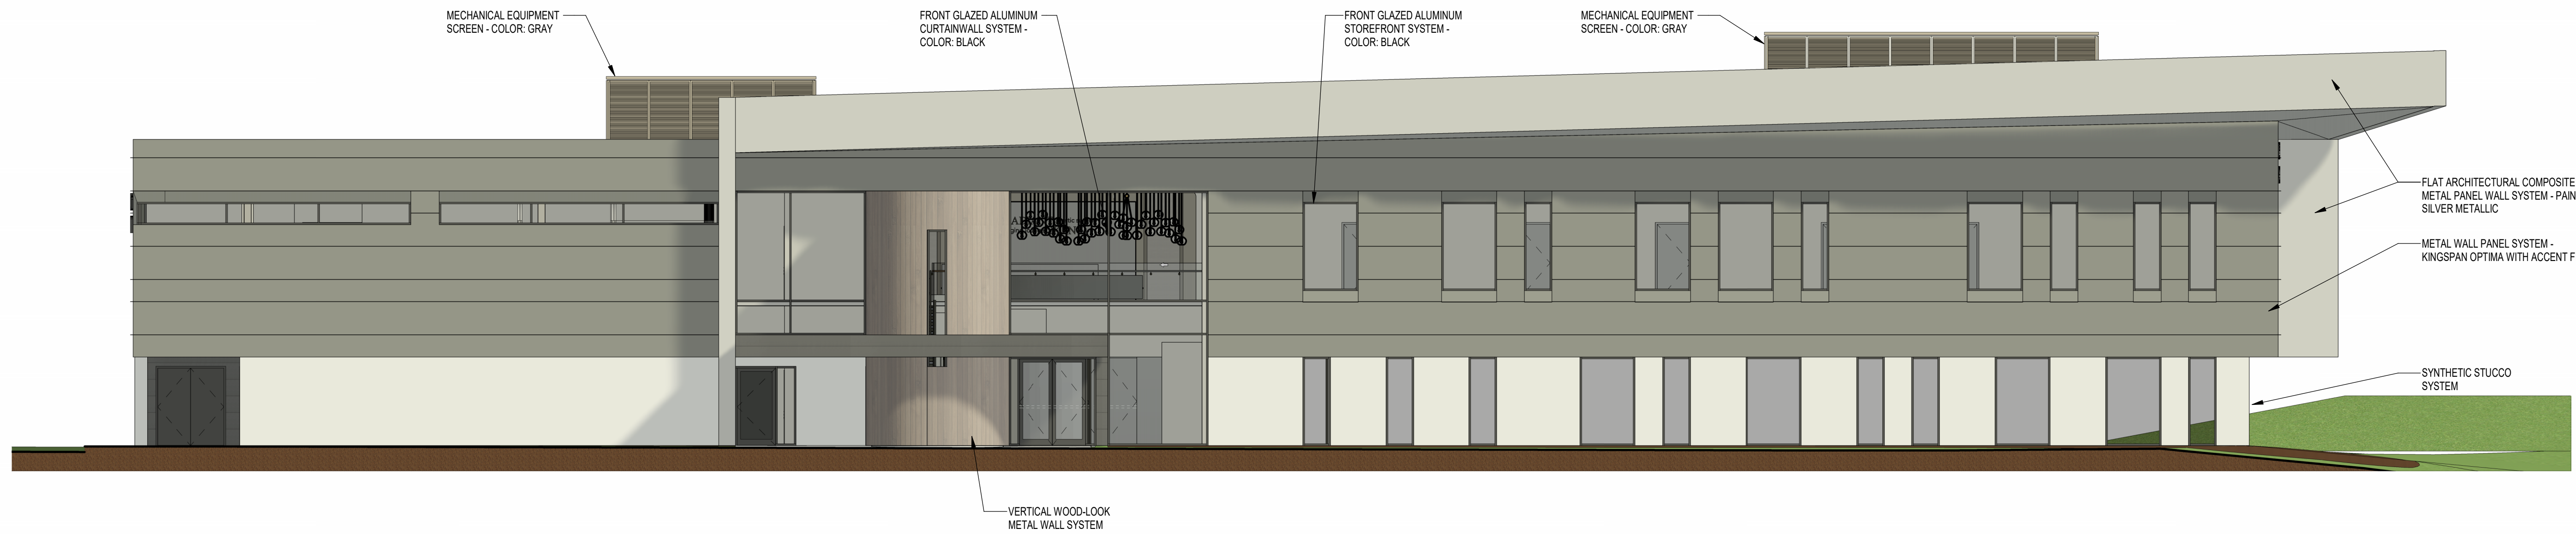 MECHANICAL EQUIPMENT
SCREEN - COLOR: GRAY
FRONT GLAZED ALUMINUM
CURTAINWALL SYSTEM -
COLOR: BLACK
FRONT GLAZED ALUMINUM
STOREFRONT SYSTEM -
COLOR: BLACK
MECHANICAL EQUIPMENT
SCREEN - COLOR: GRAY
FLAT ARCHITECTURAL COMPOSITE
METAL PANEL WALL SYSTEM - PAIN
SILVER METALLIC
METAL WALL PANEL SYSTEM -
KINGSPAN OPTIMA WITH ACCENT F
SYNTHETIC STUCCO
SYSTEM
VERTICAL WOOD-LOOK
METAL WALL SYSTEM